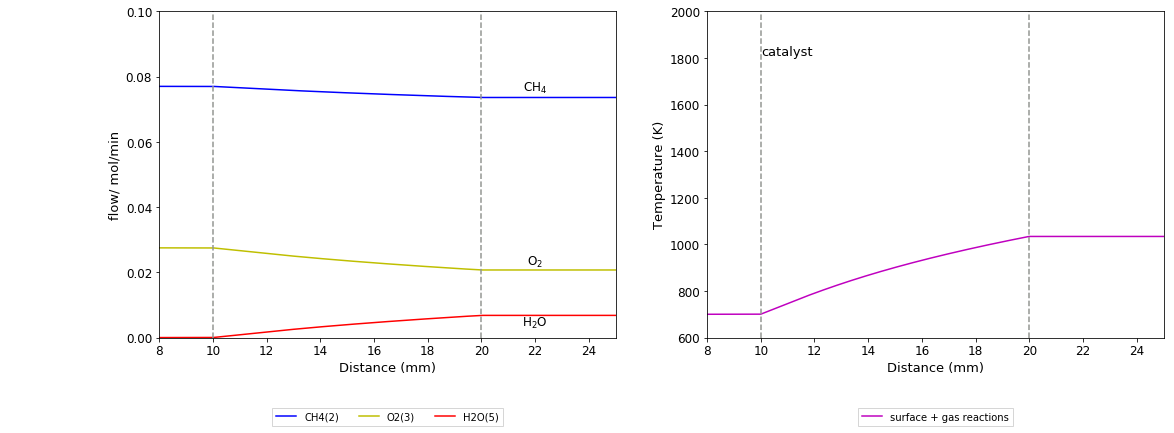 0.10
0.08
0.06
0.04
0.02
0.00
flow/ mol/min
CH₄
O₂
H₂O
8 10 12 14 16 18 20 22 24
Distance (mm)
CH4(2) O2(3) H2O(5)
2000
1800
1600
1400
1200
1000
800
600
Temperature (K)
catalyst
8 10 12 14 16 18 20 22 24
Distance (mm)
surface + gas reactions